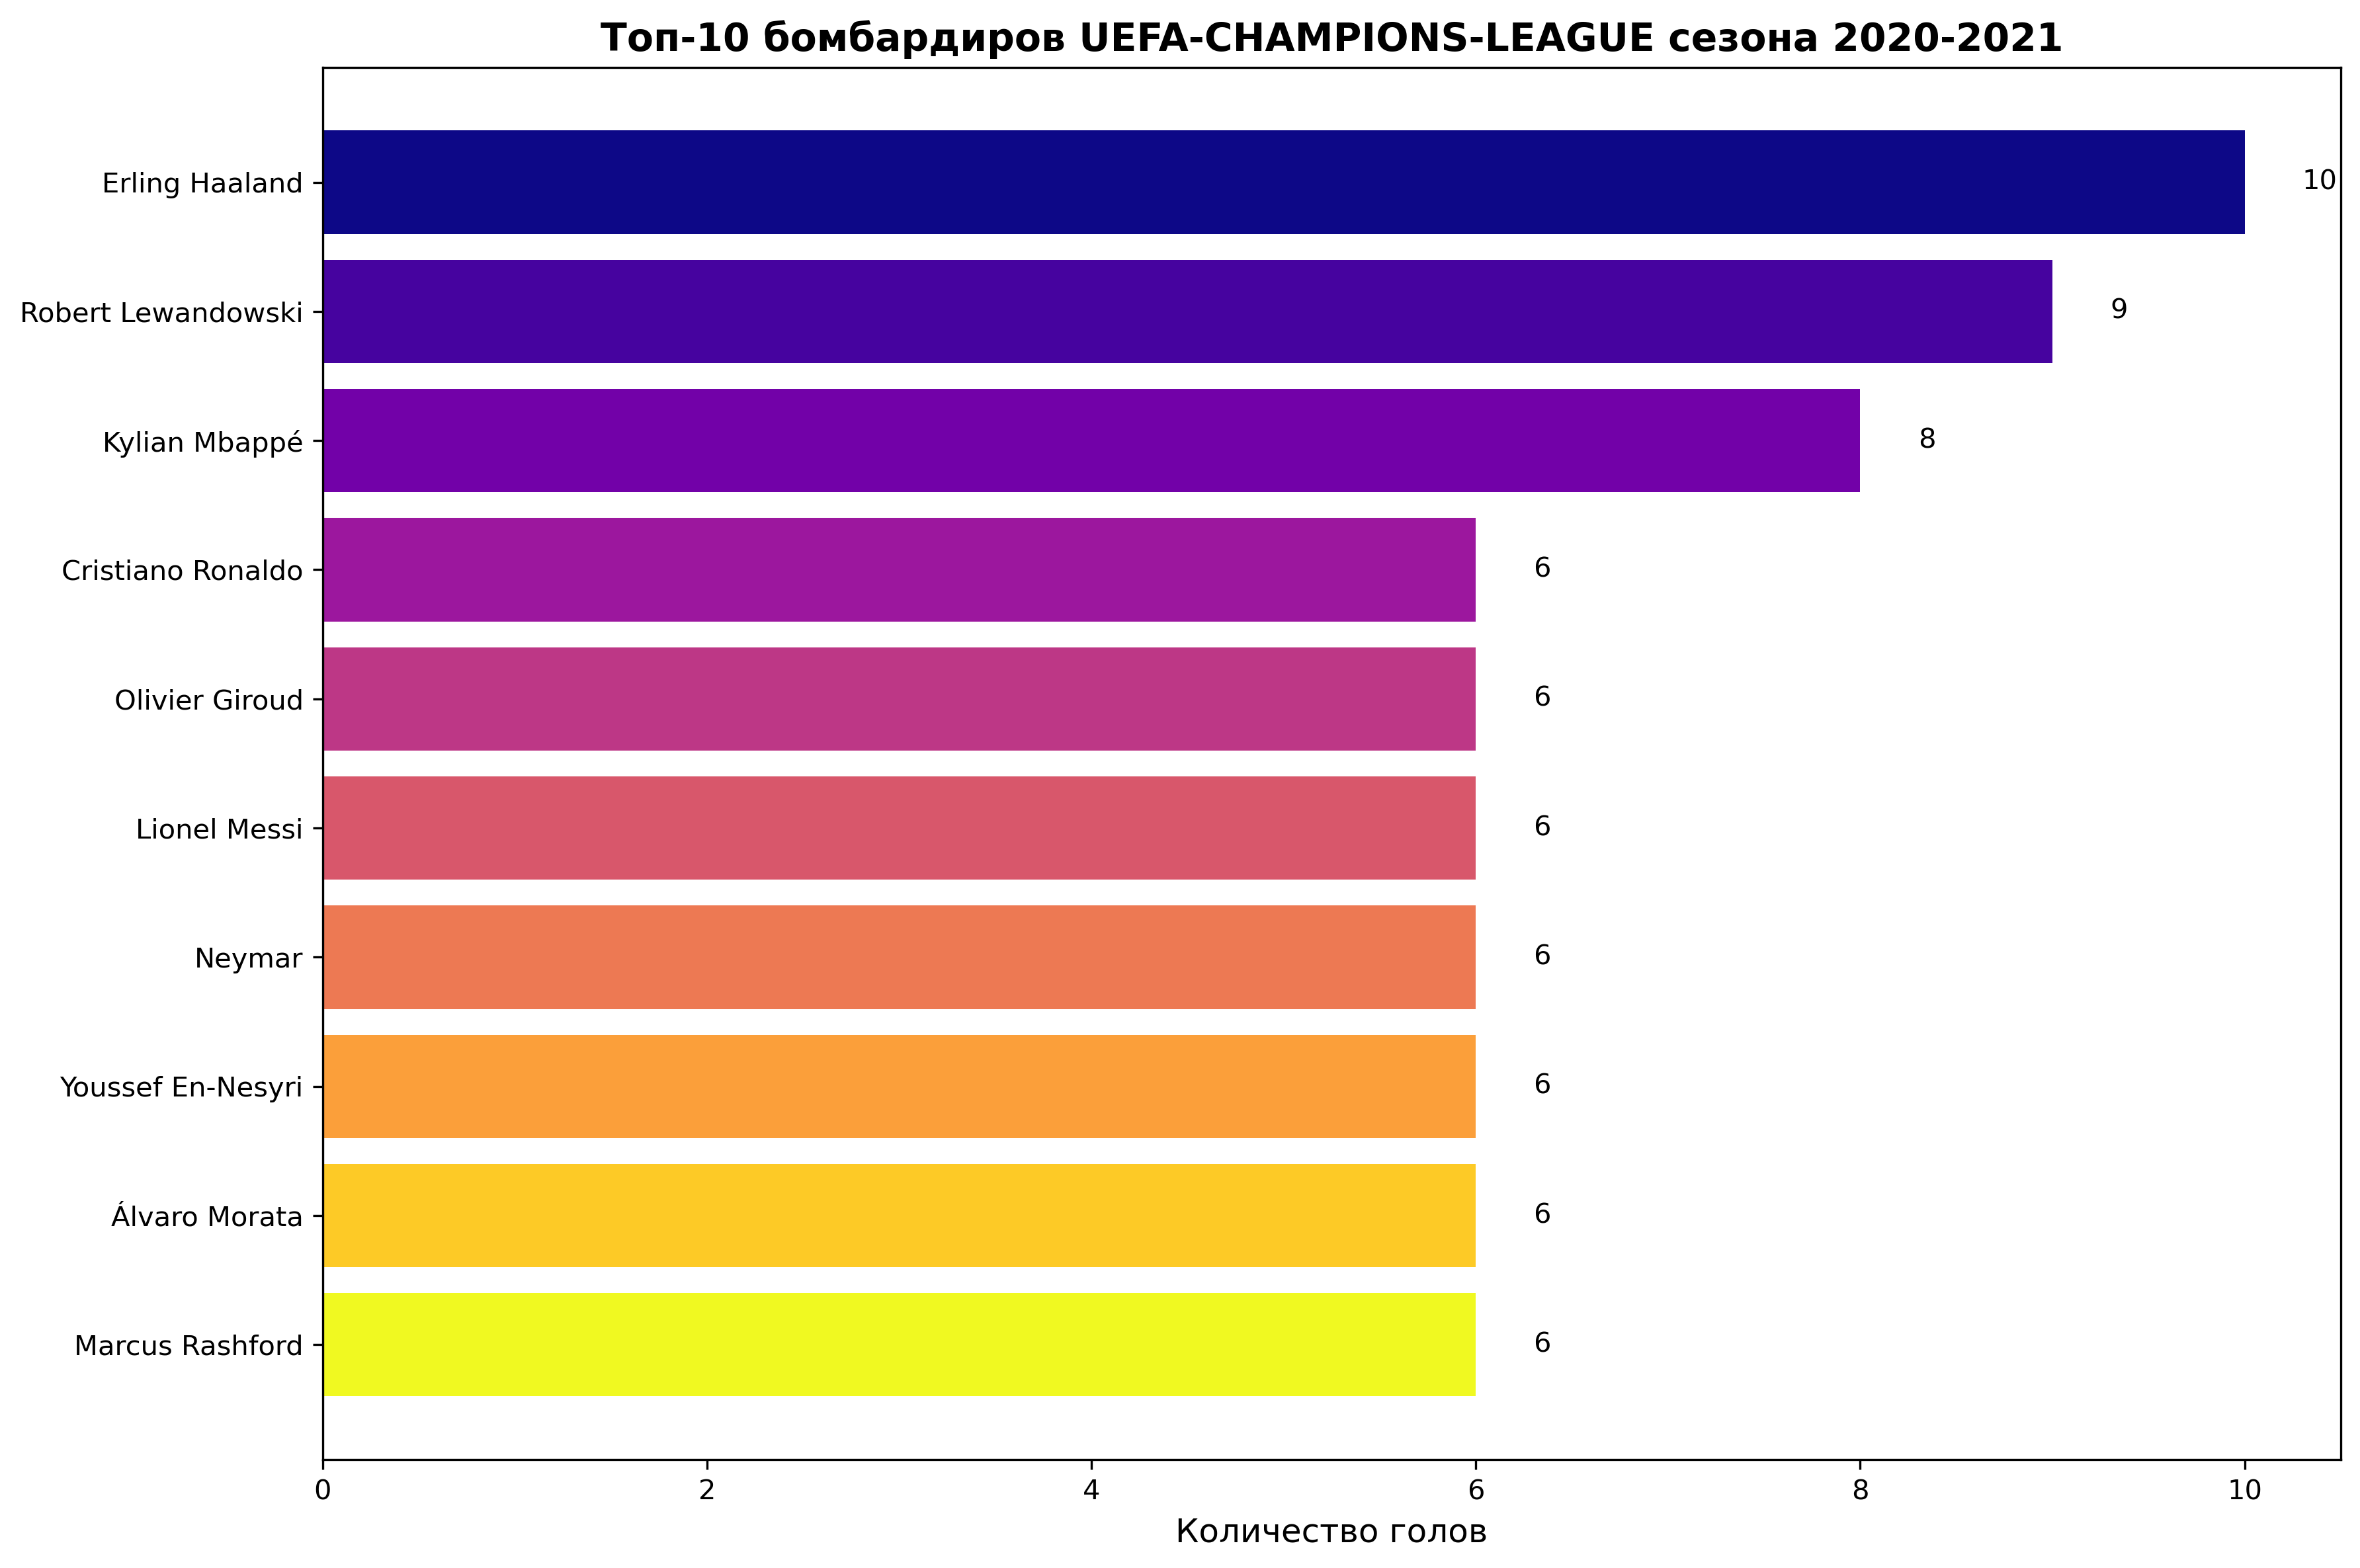 Топ-10 бомбардиров UEFA-CHAMPIONS-LEAGUE сезона 2020-2021
Erling Haaland 10
Robert Lewandowski 9
Kylian Mbappé 8
Cristiano Ronaldo 6
Olivier Giroud 6
Lionel Messi 6
Neymar 6
Youssef En-Nesyri 6
Álvaro Morata 6
Marcus Rashford 6
0 2 4 6 8 10
Количество голов